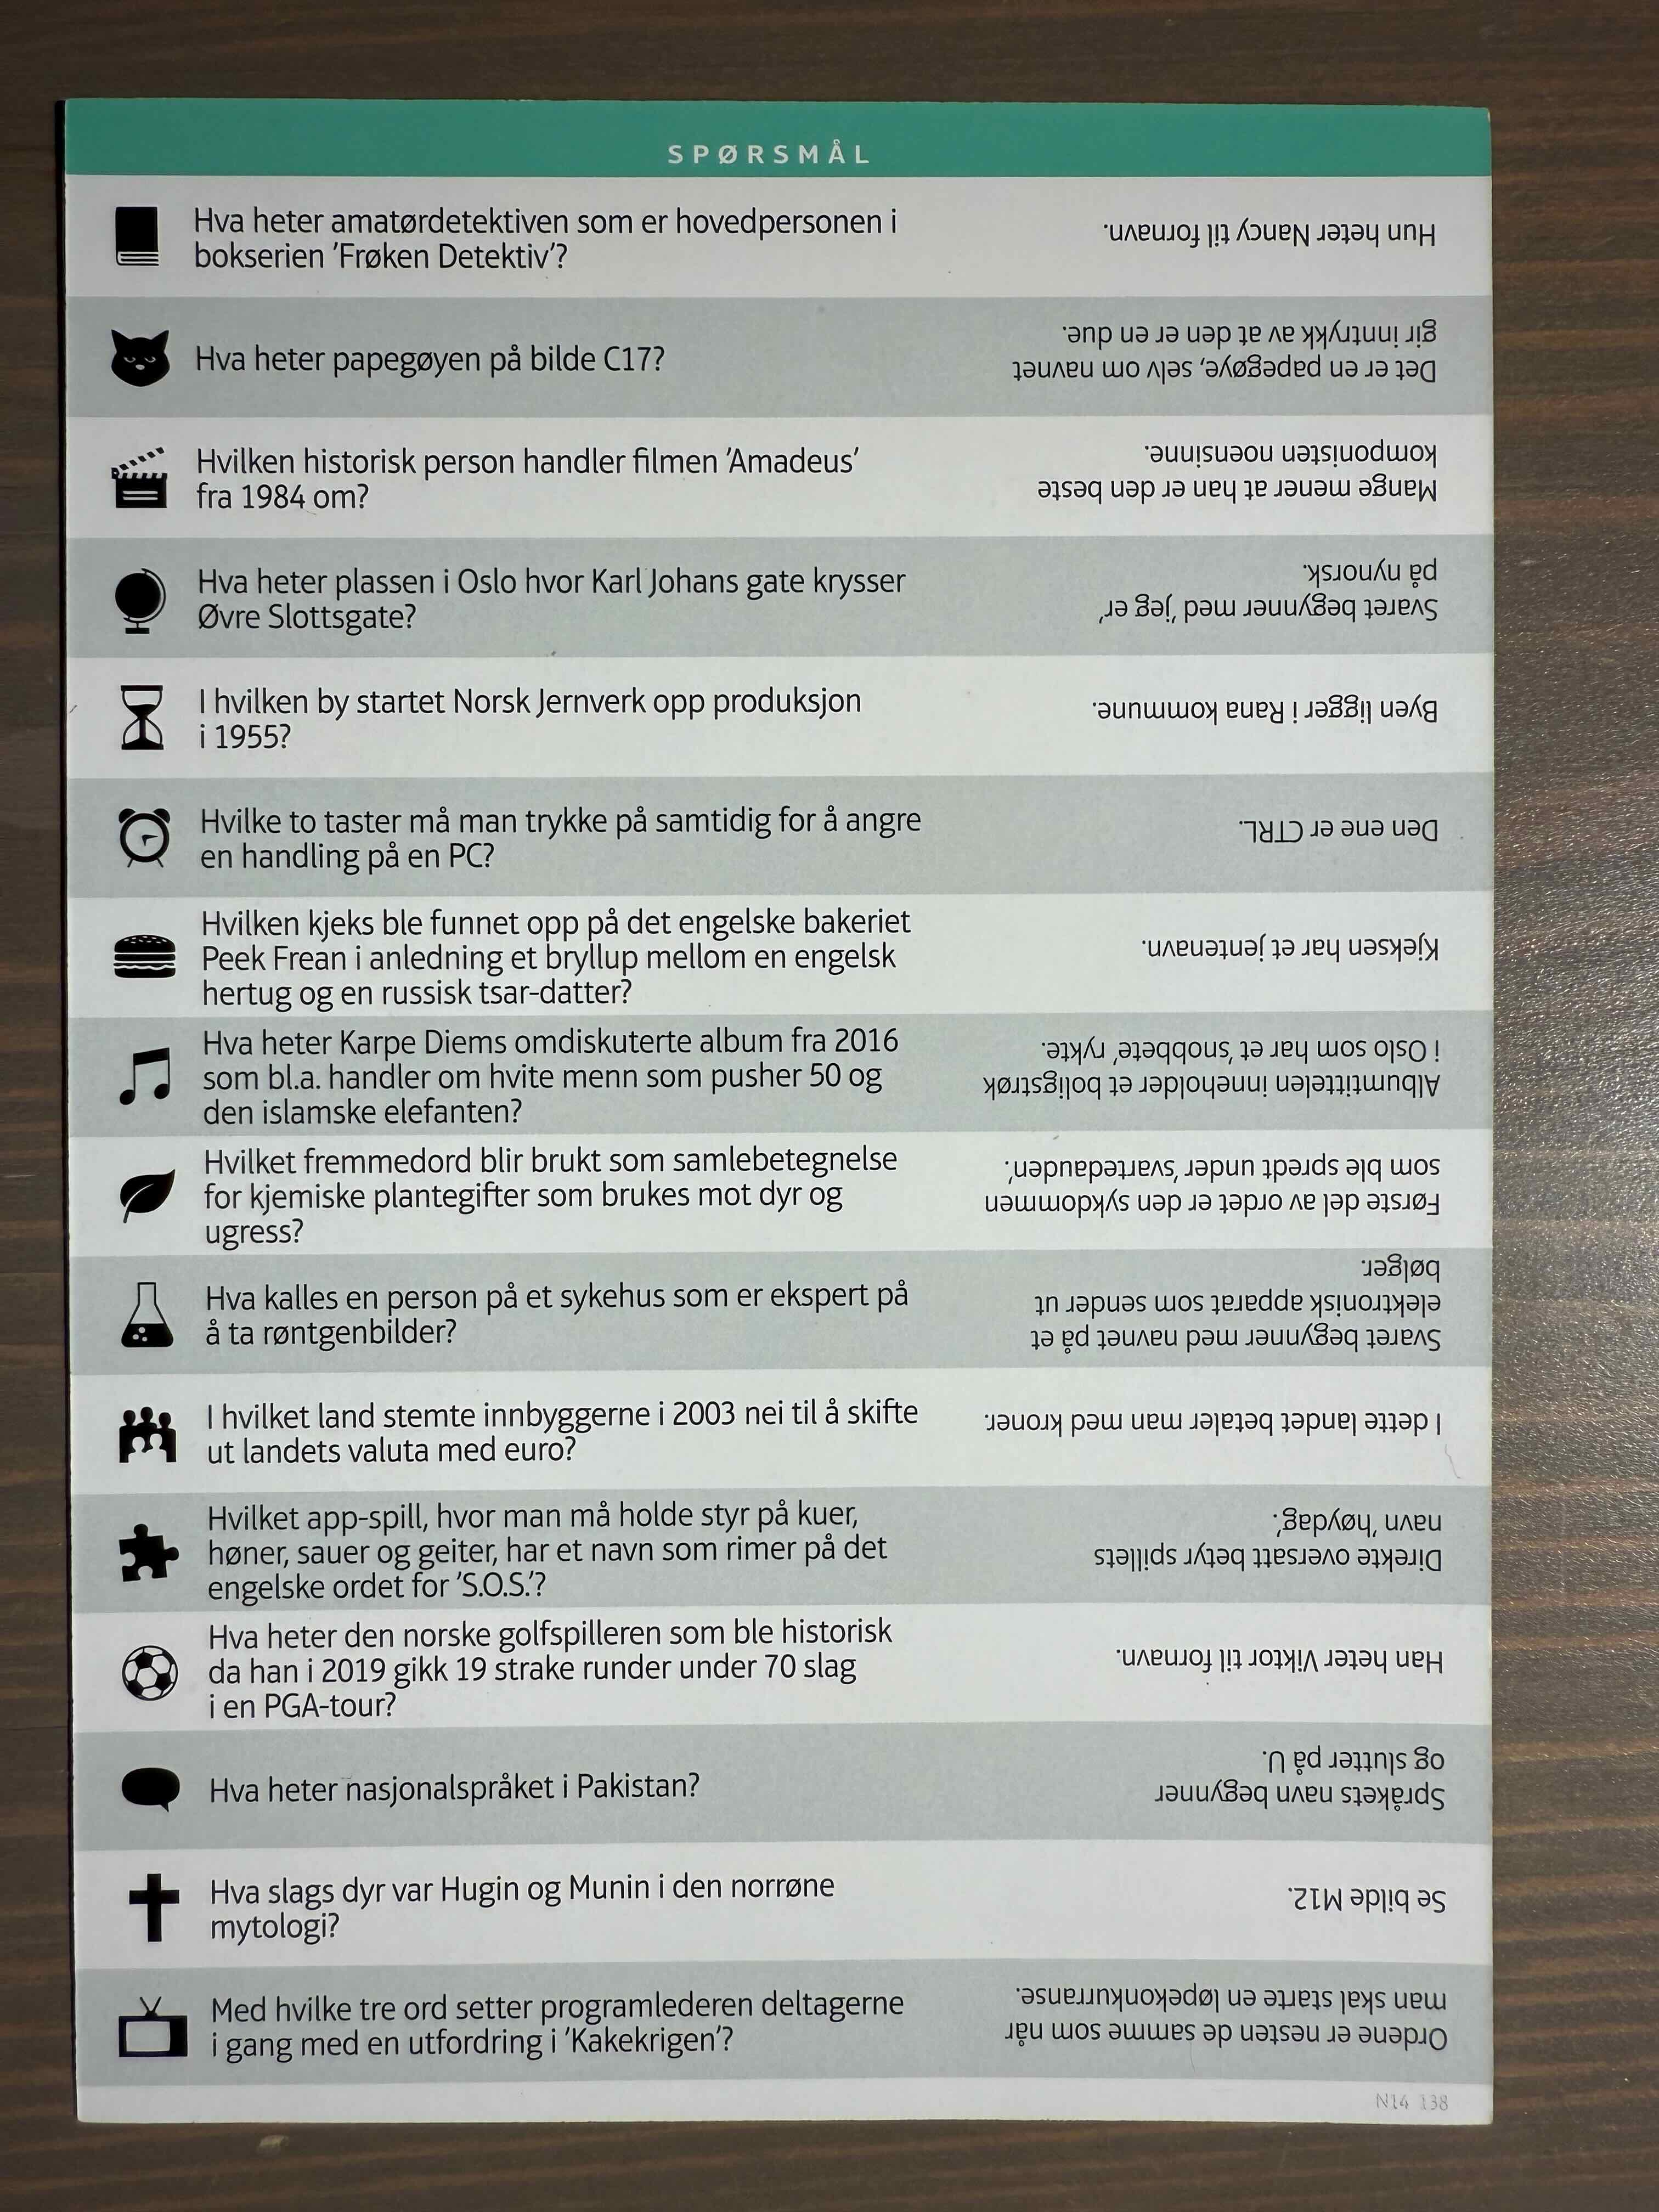 SPØRSMÅL
Hva heter amatørdetektiven som er hovedpersonen i
bokserien 'Frøken Detektiv'?
Hun heter Nancy til fornavn.
Hva heter papegøyen på bilde C17?
Det er en papegøye, selv om navnet
gir inntrykk av at den er en due.
Hvilken historisk person handler filmen 'Amadeus'
fra 1984 om?
Mange mener at han er den beste
komponisten noensinne.
Hva heter plassen i Oslo hvor Karl Johans gate krysser
Øvre Slottsgate?
Svaret begynner med 'jeg er'
på nynorsk.
I hvilken by startet Norsk Jernverk opp produksjon
i 1955?
Byen ligger i Rana kommune.
Hvilke to taster må man trykke på samtidig for å angre
en handling på en PC?
Den ene er CTRL.
Hvilken kjeks ble funnet opp på det engelske bakeriet
Peek Frean i anledning et bryllup mellom en engelsk
hertug og en russisk tsar-datter?
Kjeksen har et jentenavn.
Hva heter Karpe Diems omdiskuterte album fra 2016
som bl.a. handler om hvite menn som pusher 50 og
den islamske elefanten?
Albumtittelen inneholder et boligstrøk
i Oslo som har et 'snobbete' rykte.
Hvilket fremmedord blir brukt som samlebetegnelse
for kjemiske plantegifter som brukes mot dyr og
ugress?
Første del av ordet er den sykdommen
som ble spredt under 'svartedauden'.
Hva kalles en person på et sykehus som er ekspert på
å ta røntgenbilder?
Svaret begynner med navnet på et
elektronisk apparat som sender ut
bølger.
I hvilket land stemte innbyggerne i 2003 nei til å skifte
ut landets valuta med euro?
I dette landet betaler man med kroner.
Hvilket app-spill, hvor man må holde styr på kuer,
høner, sauer og geiter, har et navn som rimer på det
engelske ordet for 'S.O.S.'?
Direkte oversatt betyr spillets
navn 'høydag'.
Hva heter den norske golfspilleren som ble historisk
da han i 2019 gikk 19 strake runder under 70 slag
i en PGA-tour?
Han heter Viktor til fornavn.
Hva heter nasjonalspråket i Pakistan?
Språkets navn begynner
og slutter på U.
Hva slags dyr var Hugin og Munin i den norrøne
mytologi?
Se bilde M12.
Med hvilke tre ord setter programlederen deltagerne
i gang med en utfordring i 'Kakekrigen'?
Ordene er nesten de samme som når
man skal starte en løpekonkurranse.
N14 138